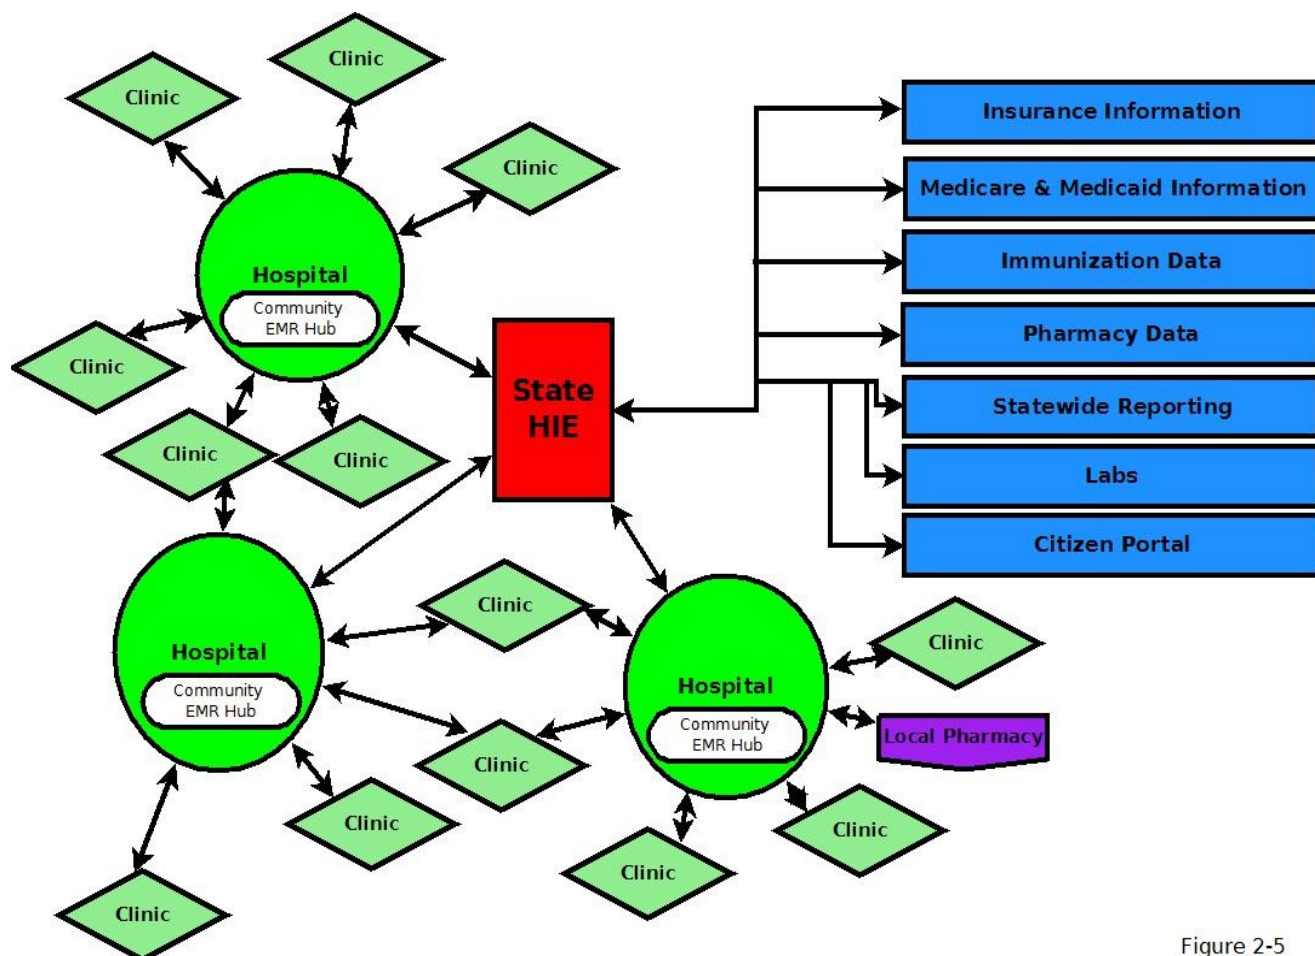 Clinic
Clinic
Clinic
Insurance Information
Medicare & Medicaid Information
Immunization Data
Pharmacy Data
Statewide Reporting
Labs
Citizen Portal
Hospital
Community
EMR Hub
Clinic
Clinic
Clinic
State
HIE
Hospital
Community
EMR Hub
Clinic
Clinic
Clinic
Clinic
Hospital
Community
EMR Hub
Clinic
Local Pharmacy
Clinic
Clinic
Figure 2-5